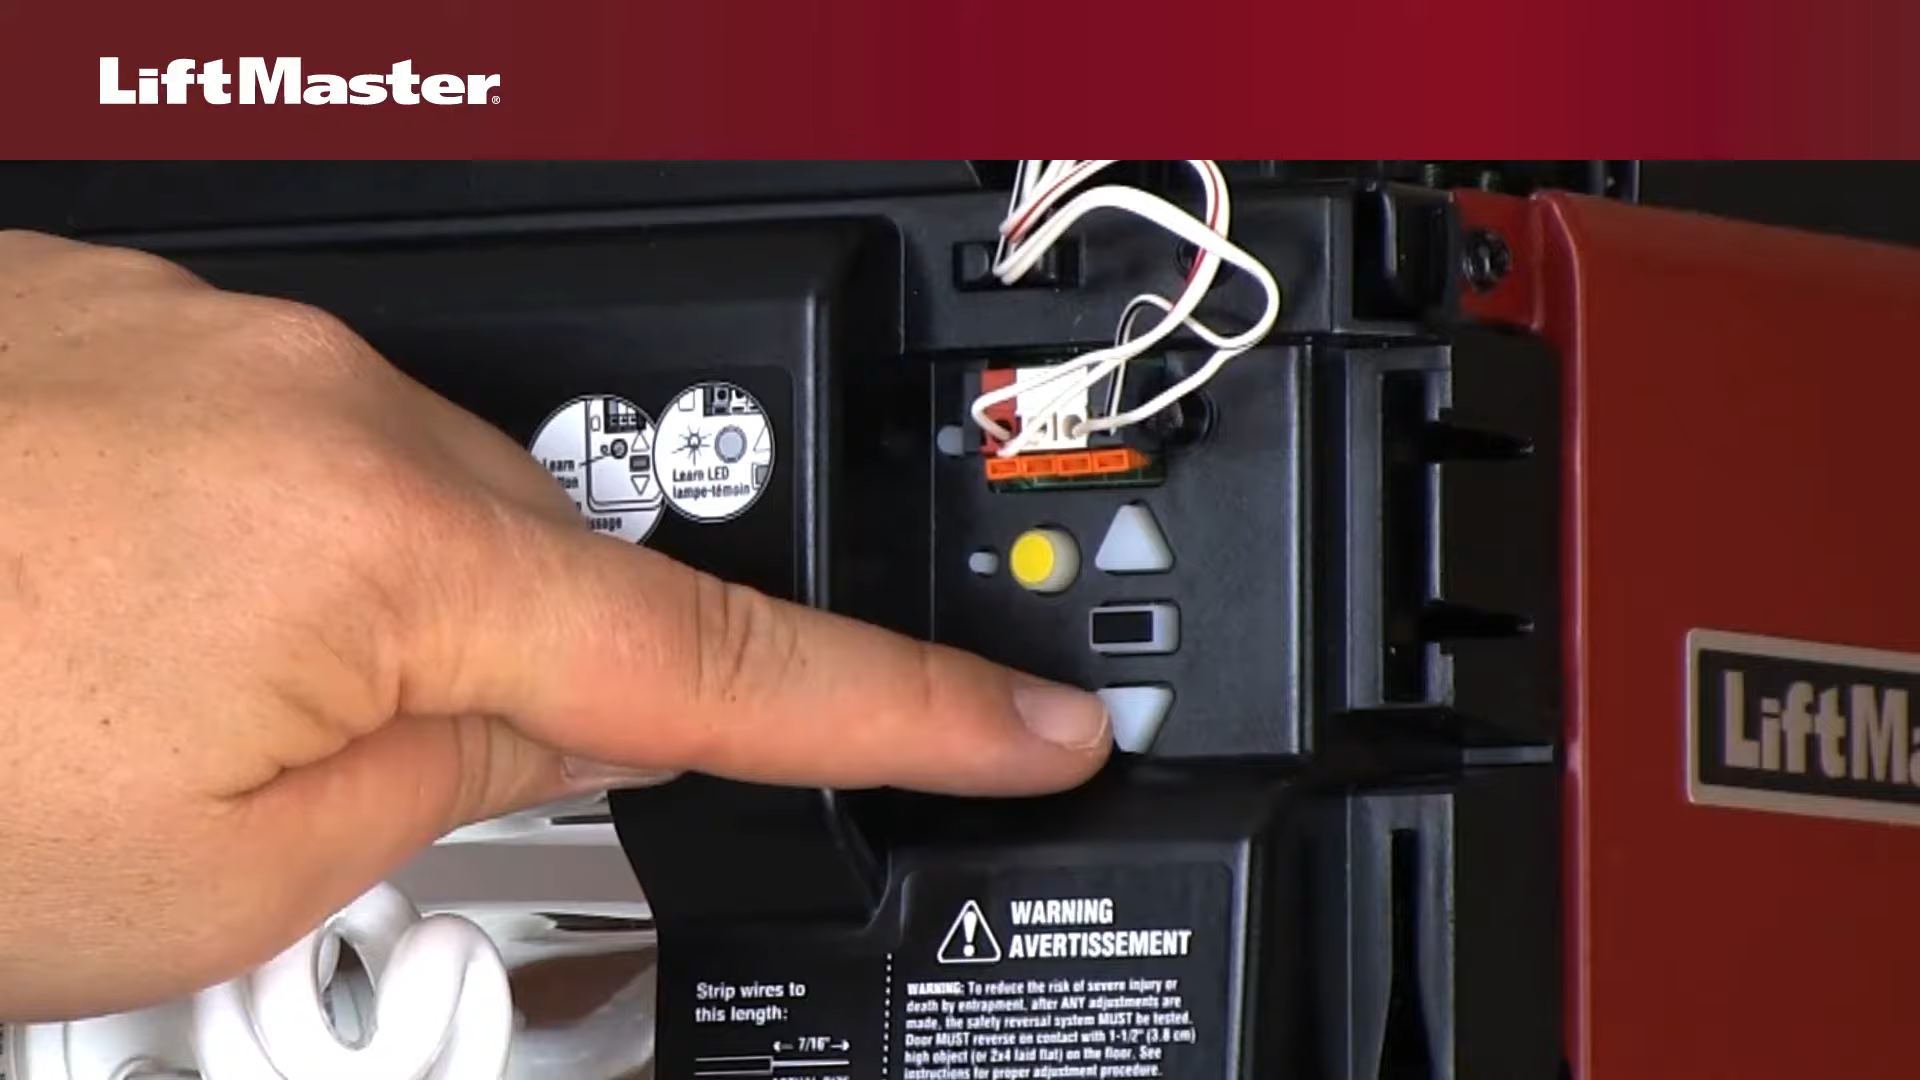 LiftMaster®
Learn LED
lampe-témoin
LiftM
WARNING
AVERTISSEMENT
Strip wires to
this length:
7/16"
WARNING: To reduce the risk of severe injury or
death by entrapment, after ANY adjustments are
made, the safety reversal system MUST be tested.
Door MUST reverse on contact with 1-1/2" (3.8 cm)
high object (or 2x4 laid flat) on the floor. See
instructions for proper adjustment procedure.